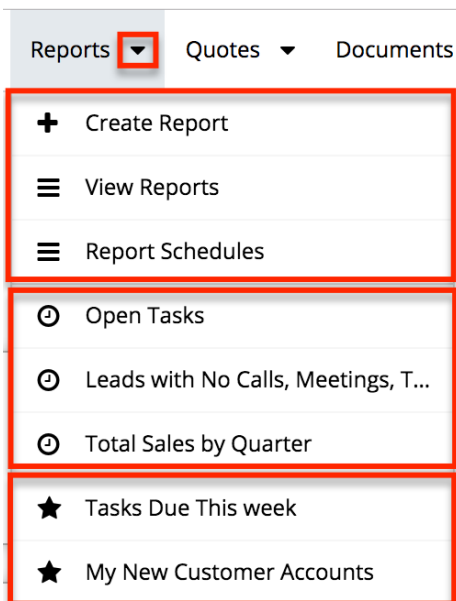 Reports Quotes Documents
Create Report
View Reports
Report Schedules
Open Tasks
Leads with No Calls, Meetings, T...
Total Sales by Quarter
Tasks Due This week
My New Customer Accounts